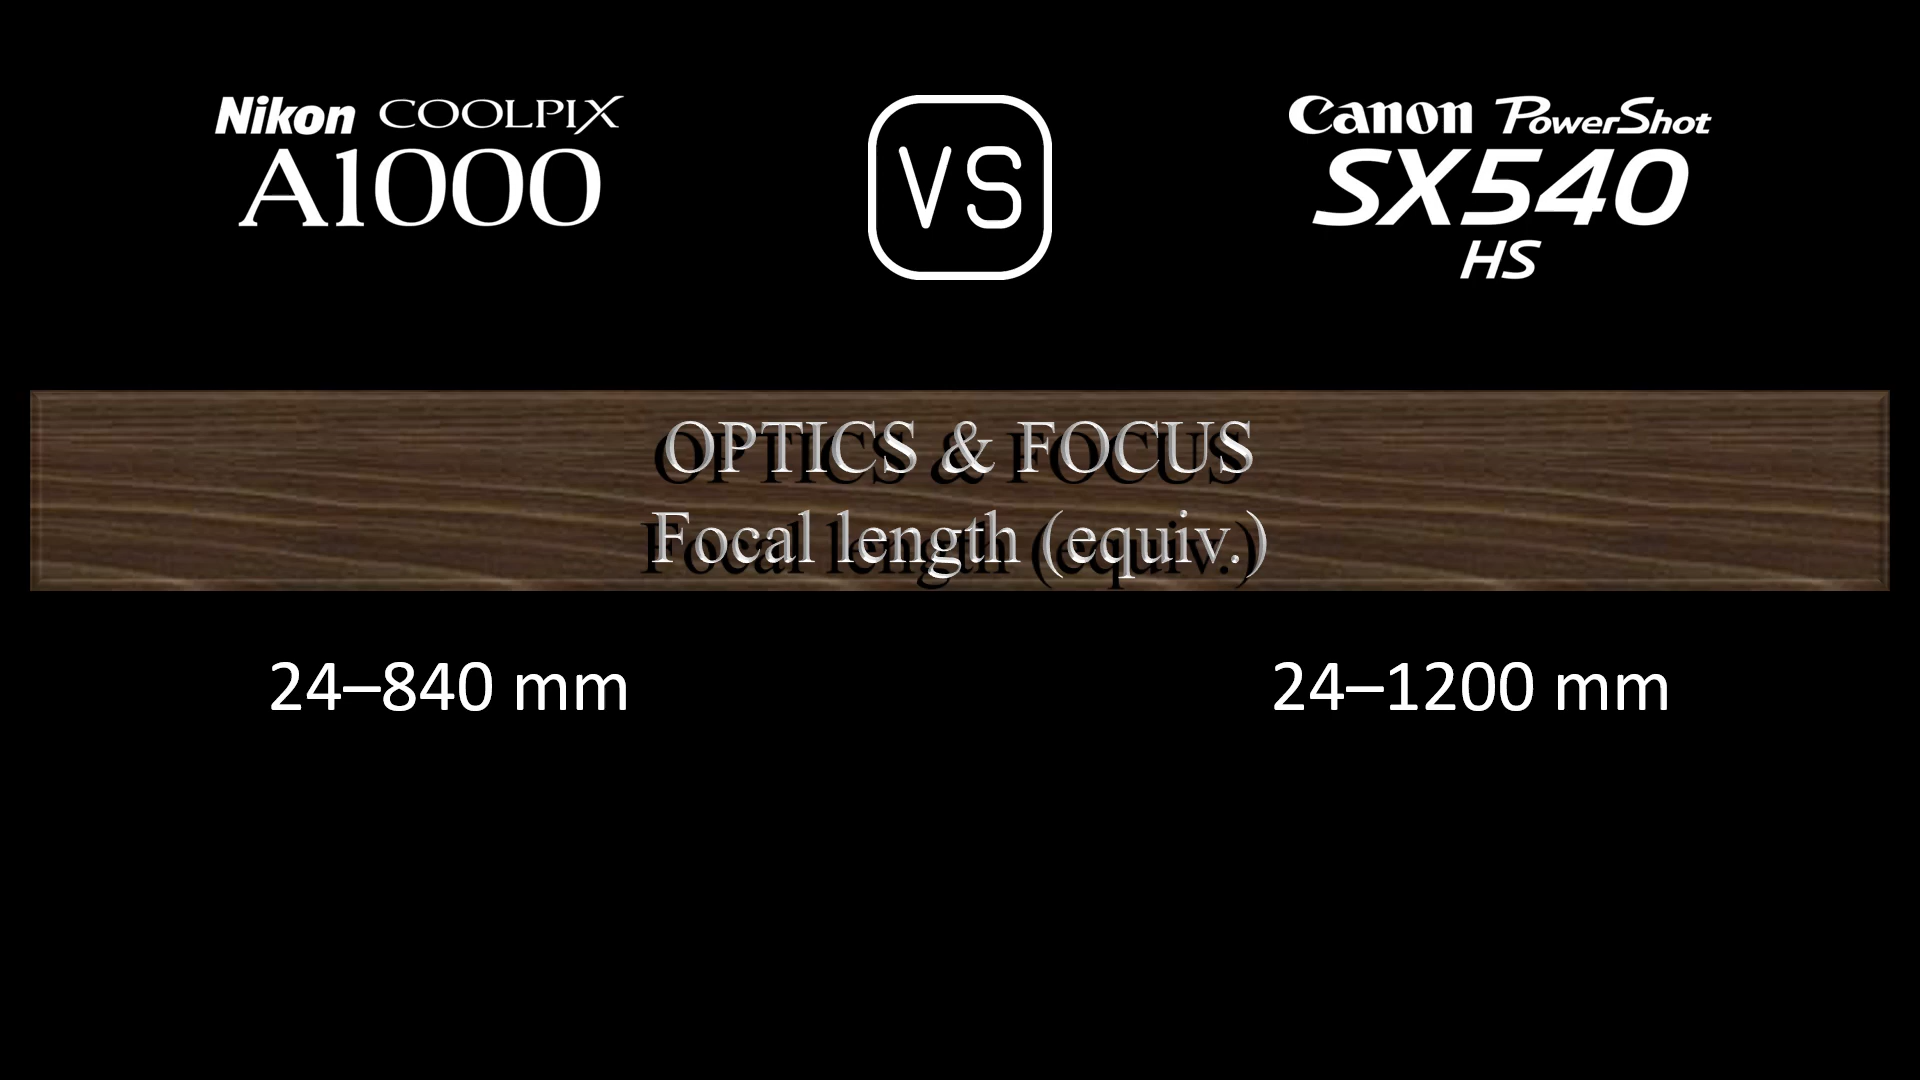 Nikon COOLPIX
A1000
VS
Canon PowerShot
SX540
HS
OPTICS & FOCUS
Focal length (equiv.)
24–840 mm
24–1200 mm